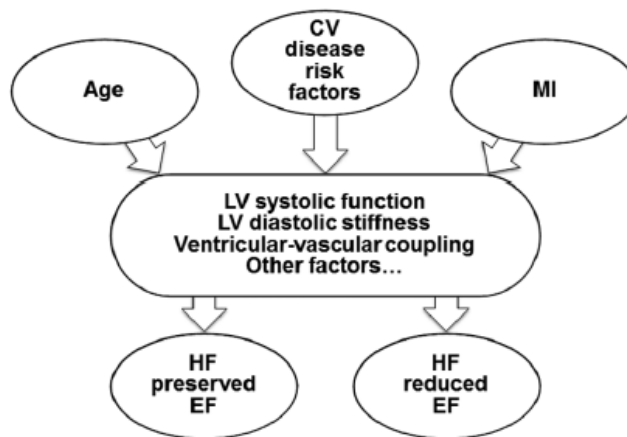 CV
disease
risk
factors
Age
MI
LV systolic function
LV diastolic stiffness
Ventricular-vascular coupling
Other factors...
HF
preserved
EF
HF
reduced
EF